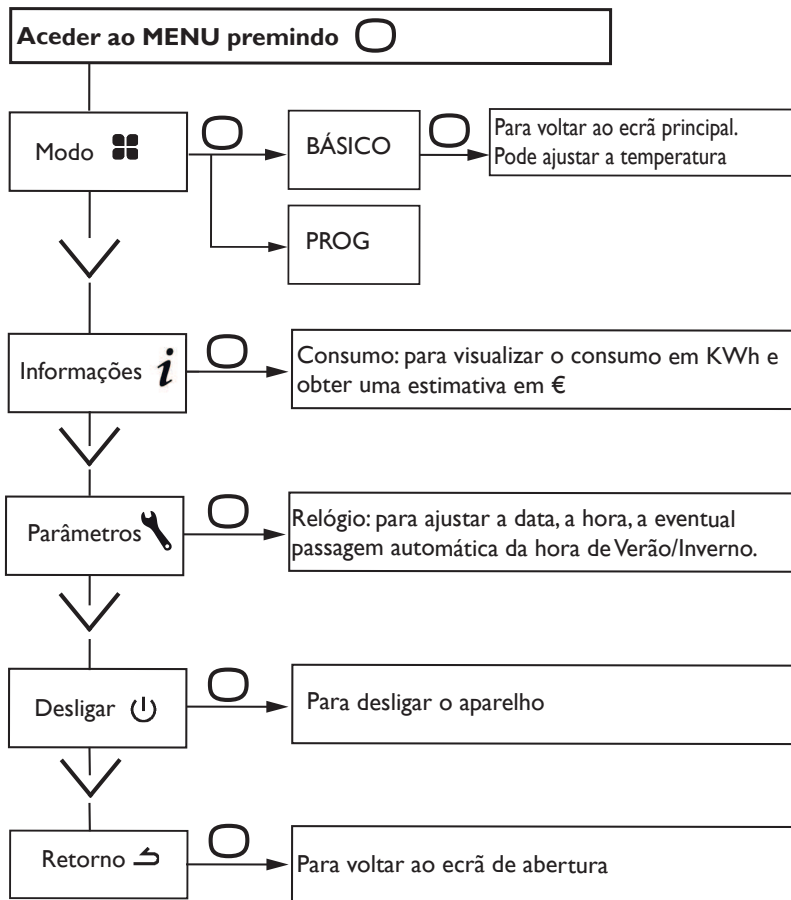 Aceder ao MENU premindo
Modo
BÁSICO
Para voltar ao ecrã principal.
Pode ajustar a temperatura
PROG
Informações i
Consumo: para visualizar o consumo em KWh e
obter uma estimativa em €
Parâmetros
Relógio: para ajustar a data, a hora, a eventual
passagem automática da hora de Verão/Inverno.
Desligar
Para desligar o aparelho
Retorno
Para voltar ao ecrã de abertura